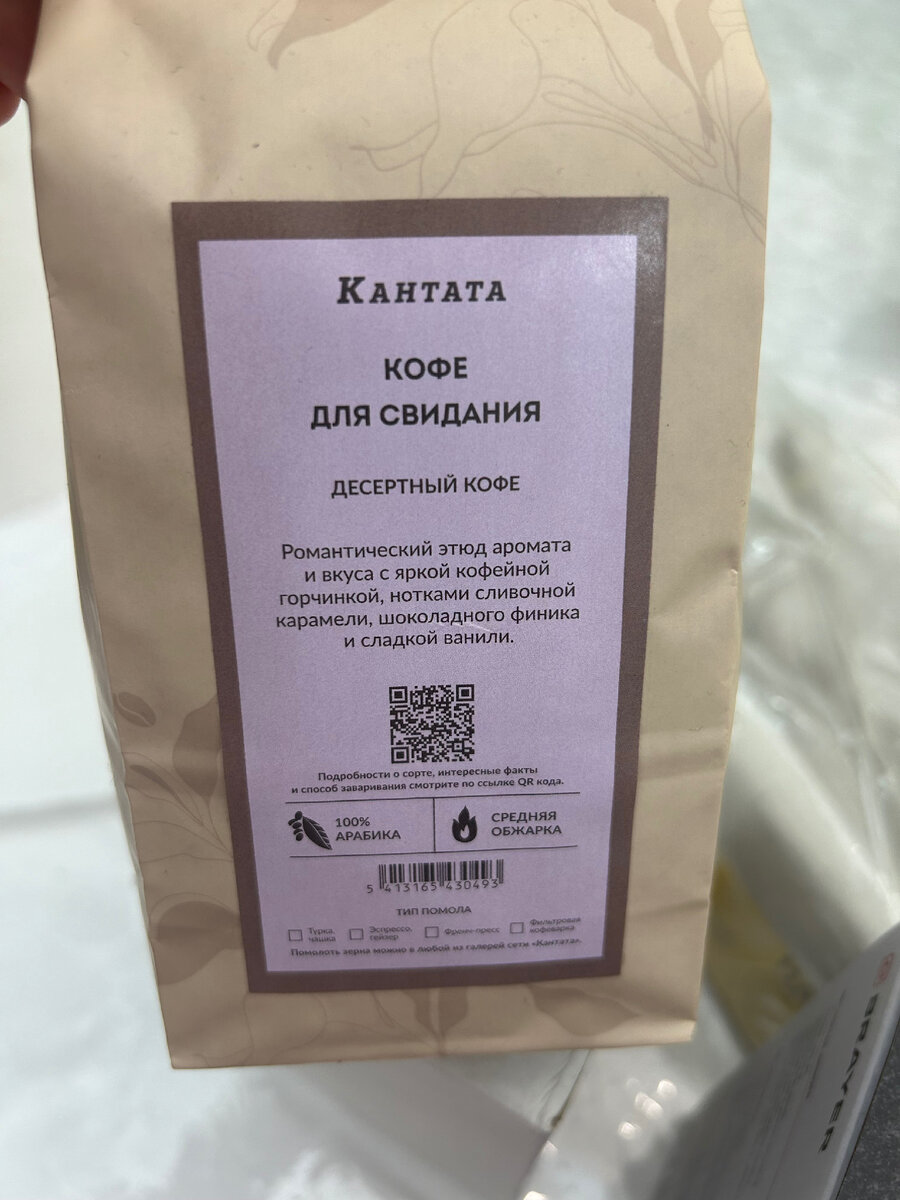 КАНТАТА
КОФЕ
ДЛЯ СВИДАНИЯ
ДЕСЕРТНЫЙ КОФЕ
Романтический этюд аромата
и вкуса с яркой кофейной
горчинкой, нотками сливочной
карамели, шоколадного финика
и сладкой ванили.
Подробности о сорте, интересные факты
и способ заваривания смотрите по ссылке QR кода.
100%
АРАБИКА
СРЕДНЯЯ
ОБЖАРКА
5 413165 430493
ТИП ПОМОЛА
Турка,
чашка
Эспрессо,
гейзер
Френч-пресс
Фильтровая
кофеварка
Помолоть зерна можно в любой из галерей сети «Кантата».
BRAYER